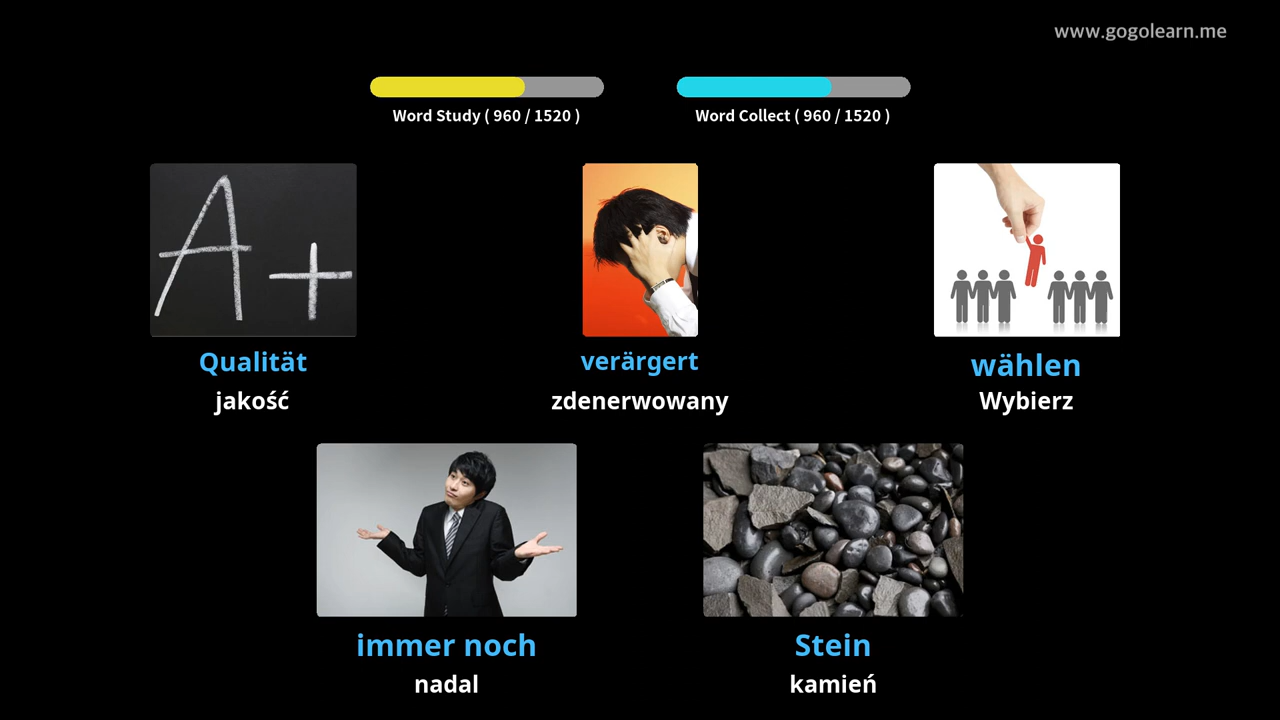 www.gogolearn.me
Word Study ( 960 / 1520 )
Word Collect ( 960 / 1520 )
A+
Qualität
jakość
verärgert
zdenerwowany
wählen
Wybierz
immer noch
nadal
Stein
kamień